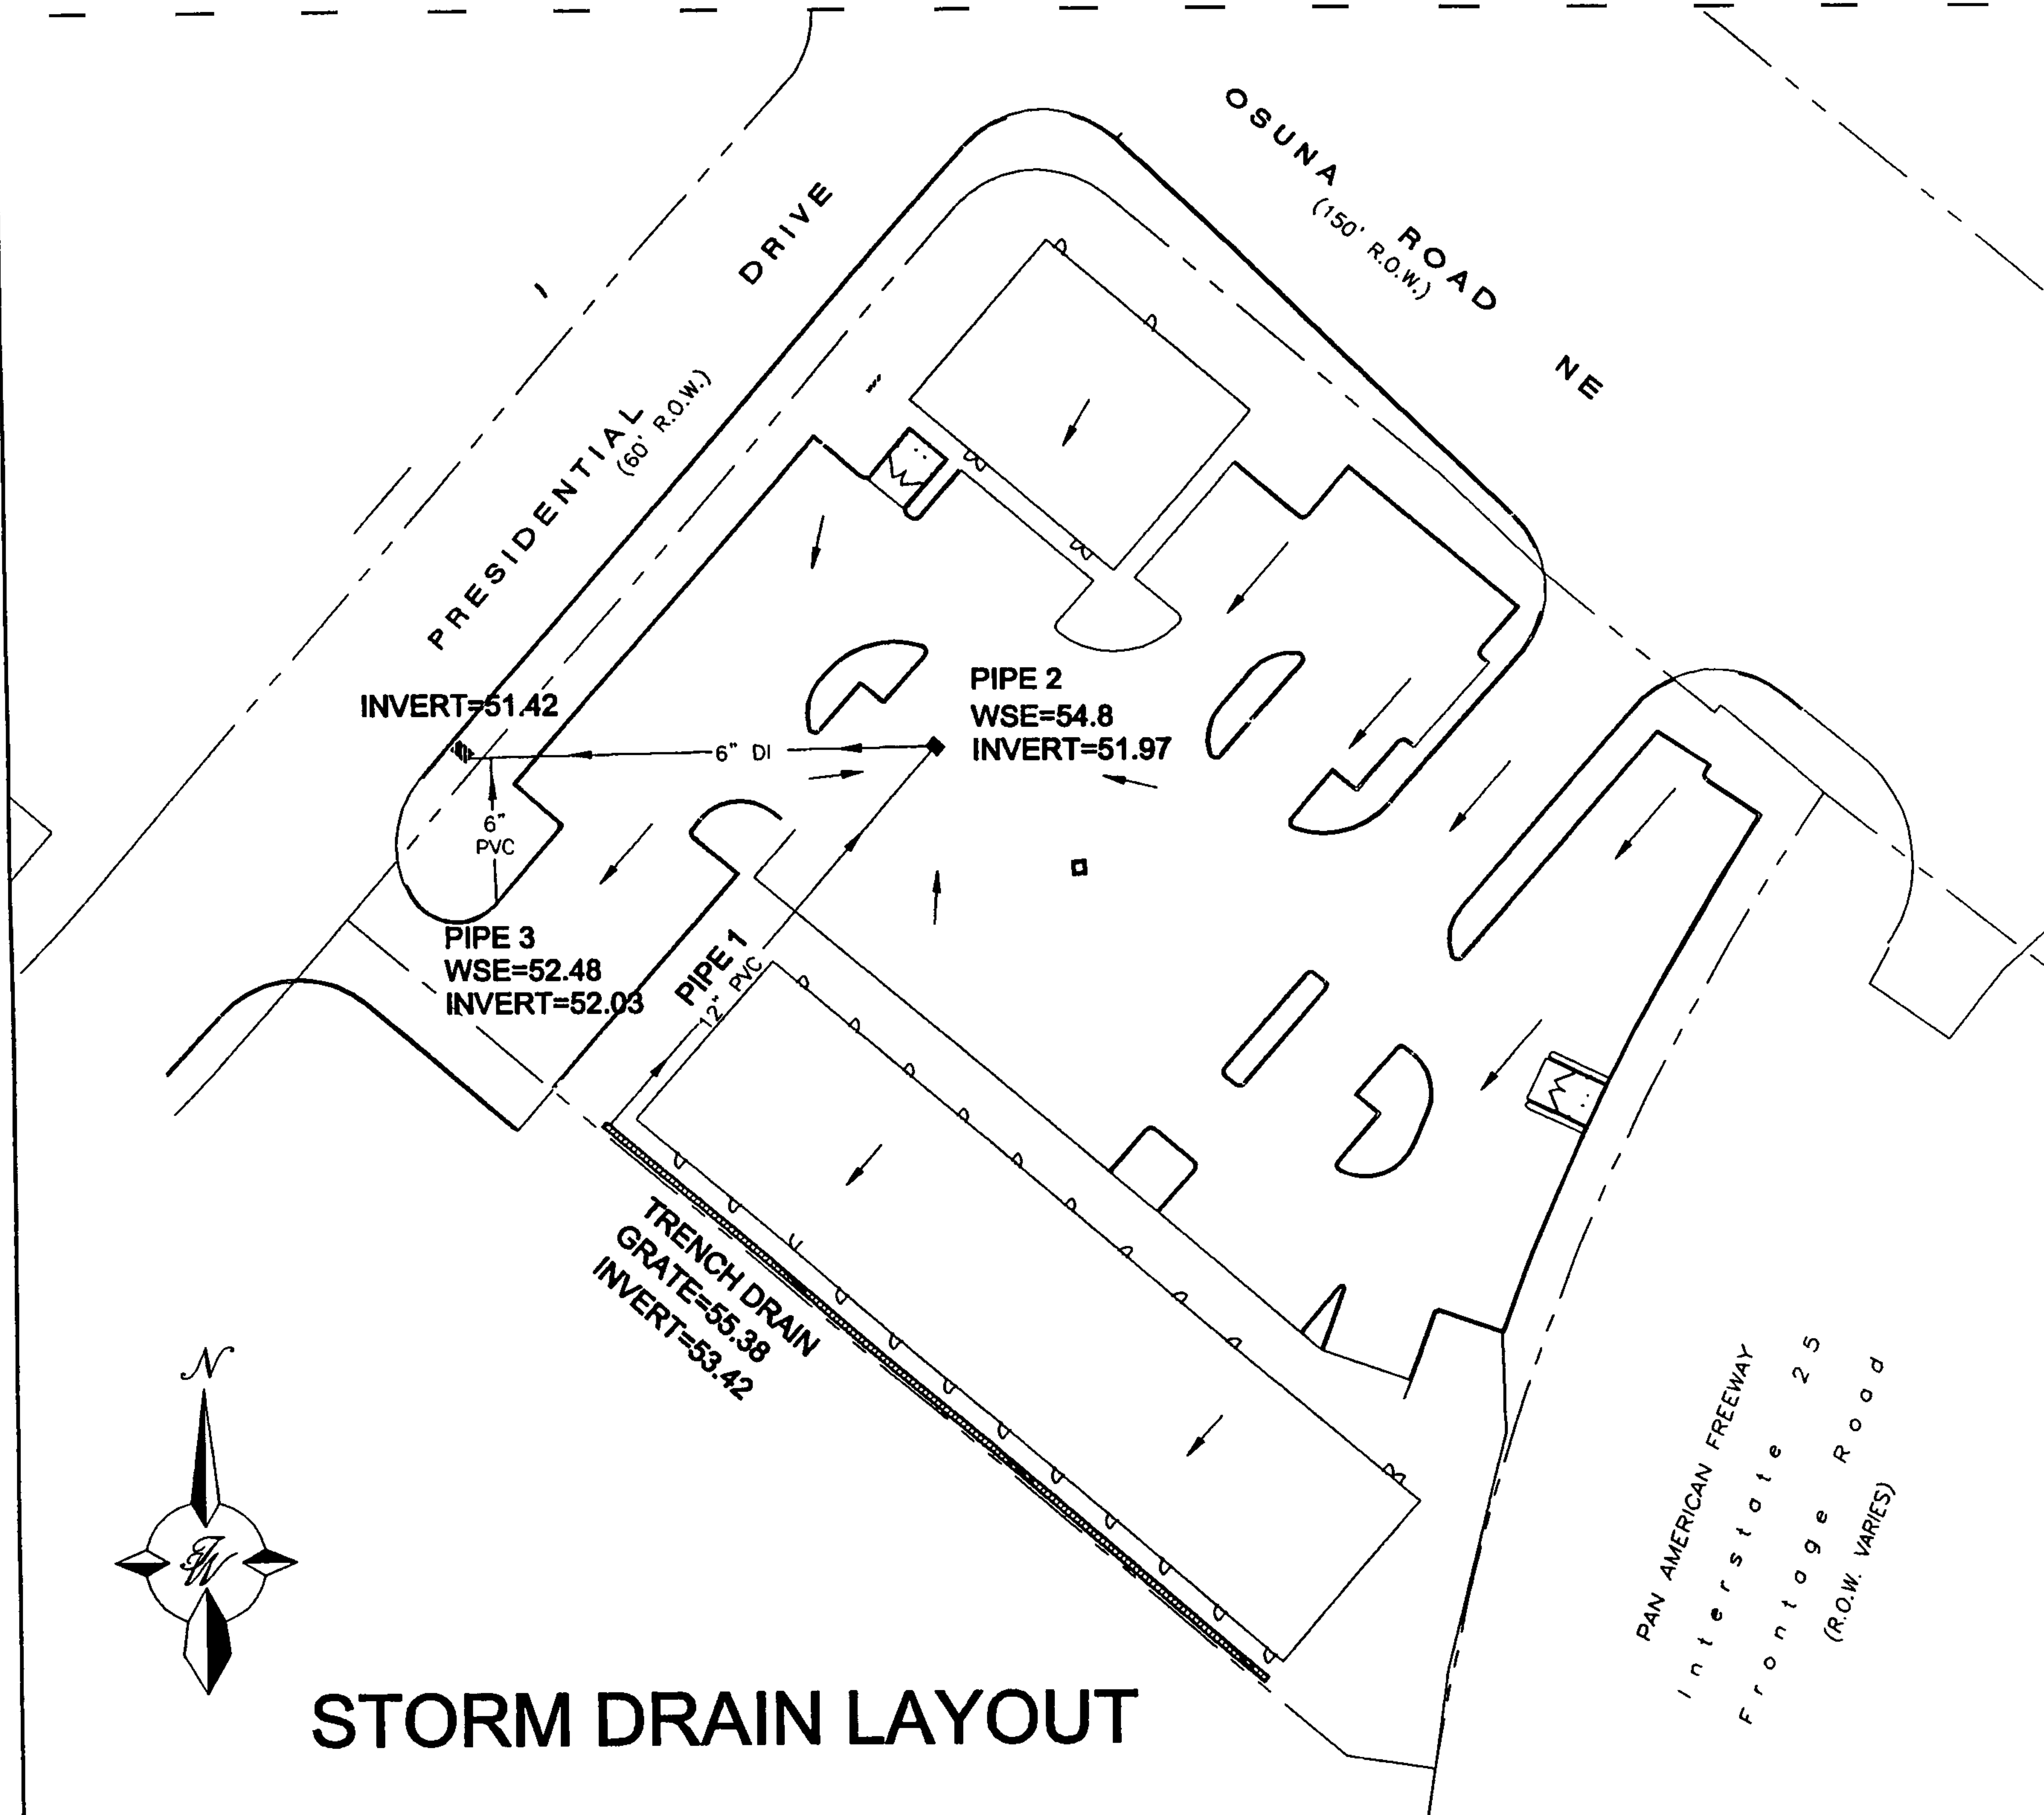 OSUNA ROAD NE
(150' R.O.W.)
PRESIDENTIAL DRIVE
(60' R.O.W.)
INVERT=51.42
6" DI
PIPE 2
WSE=54.8
INVERT=51.97
6"
PVC
PIPE 3
WSE=52.48
INVERT=52.03
PIPE 1
12" PVC
TRENCH DRAIN
GRATE=55.38
INVERT=53.42
N
PAN AMERICAN FREEWAY
Interstate 25
Frontage Road
(R.O.W. VARIES)
STORM DRAIN LAYOUT